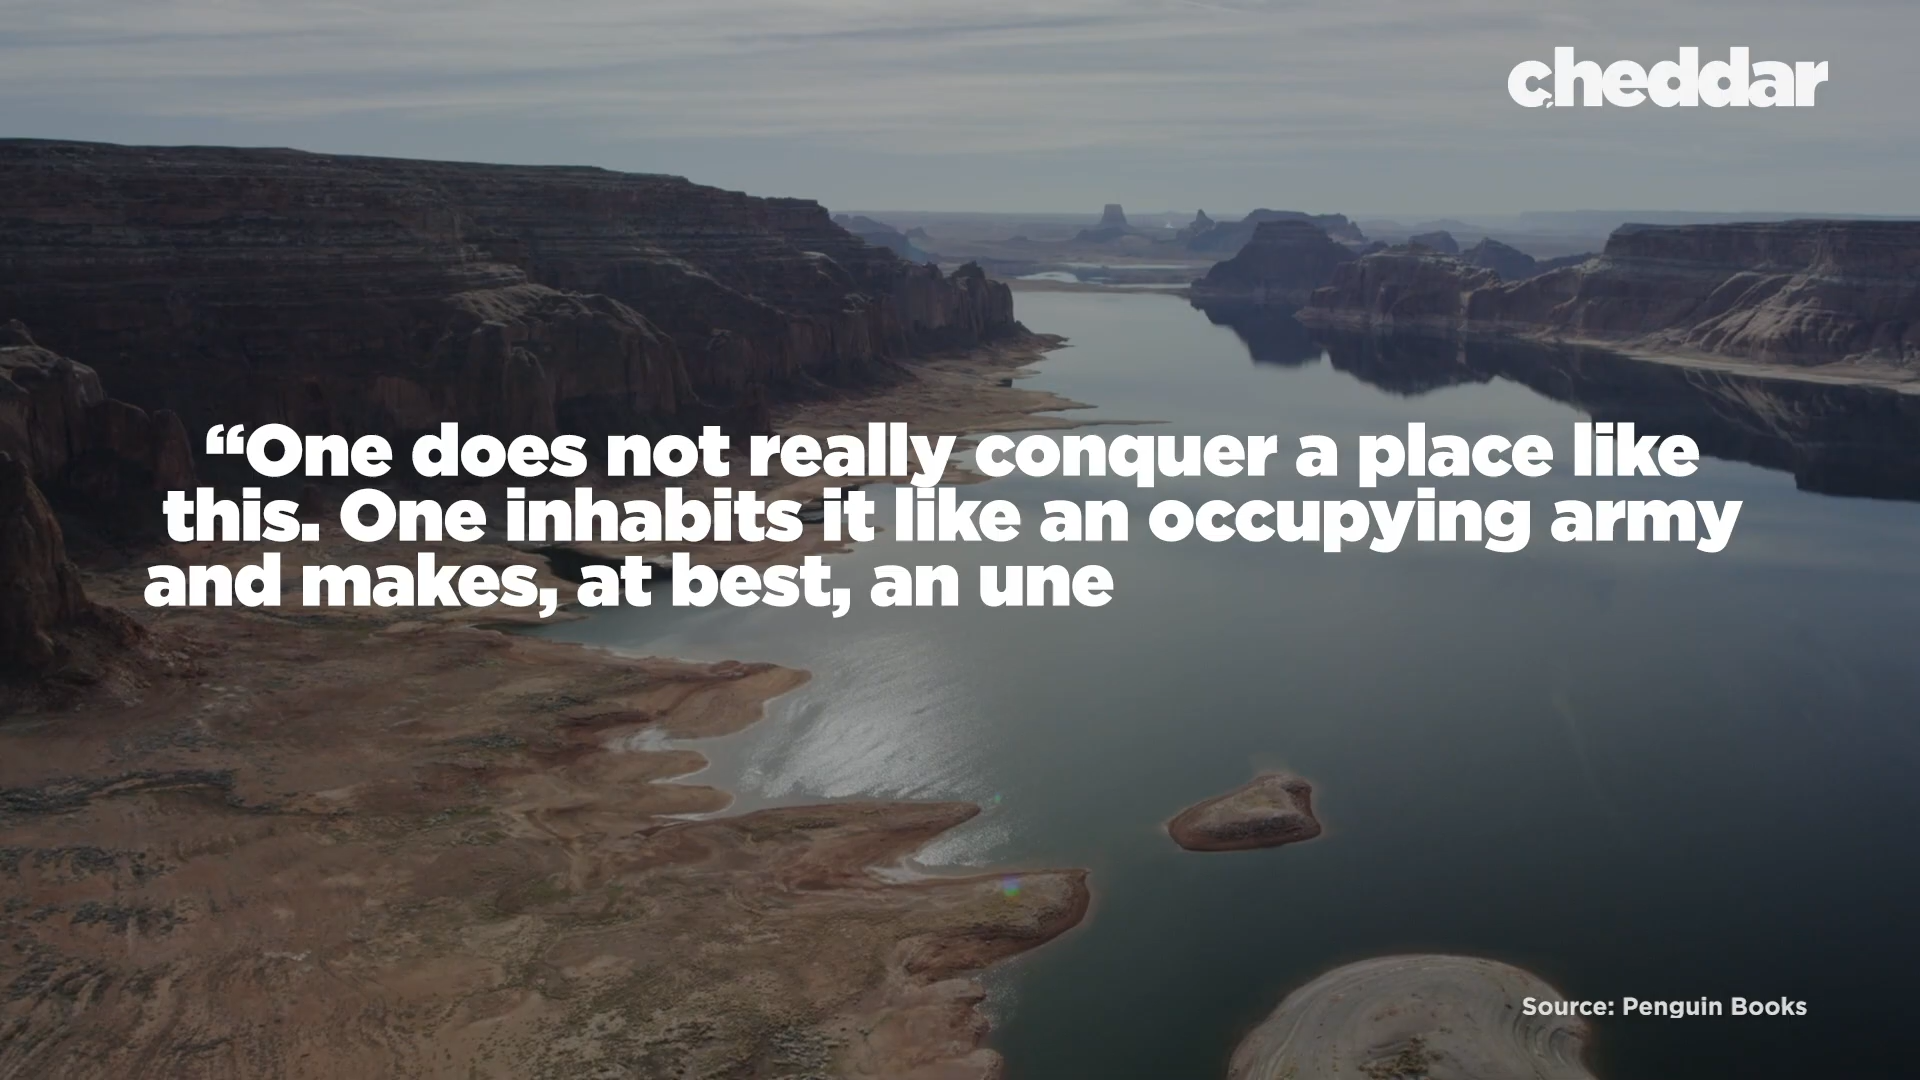 cheddar
“One does not really conquer a place like
this. One inhabits it like an occupying army
and makes, at best, an une
Source: Penguin Books